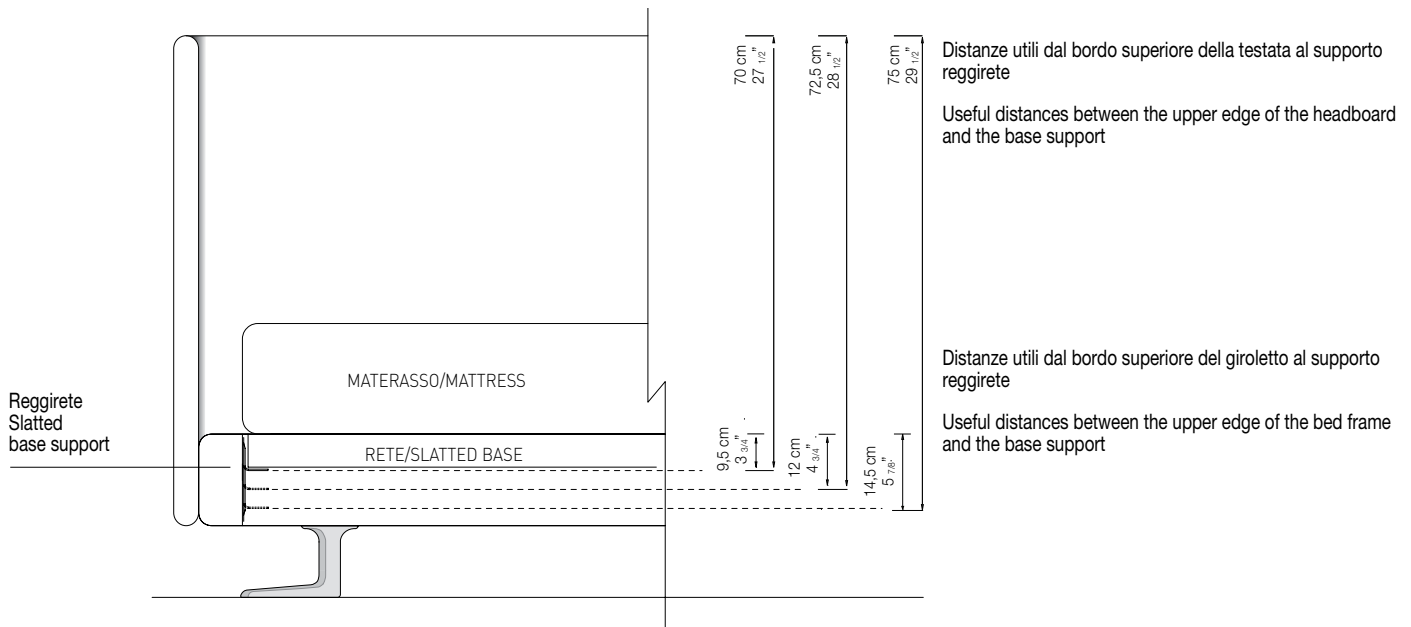 70 cm
27 1/2"
72,5 cm
28 1/2"
75 cm
29 1/2"
Distanze utili dal bordo superiore della testata al supporto
reggirete
Useful distances between the upper edge of the headboard
and the base support
MATERASSO/MATTRESS
Reggirete
Slatted
base support
RETE/SLATTED BASE
9,5 cm
3 3/4"
12 cm
4 3/4"
14,5 cm
5 7/8"
Distanze utili dal bordo superiore del giroletto al supporto
reggirete
Useful distances between the upper edge of the bed frame
and the base support